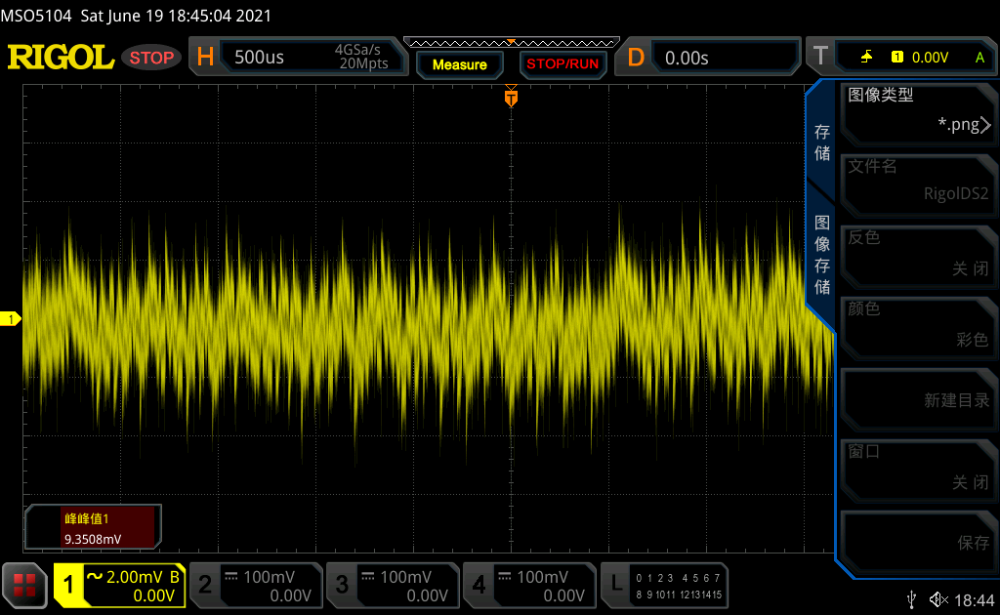 MSO5104 Sat June 19 18:45:04 2021
RIGOL STOP H 500us 4GSa/s 20Mpts Measure STOP/RUN D 0.00s T 1 0.00V A
T
图像类型
*.png
存储
文件名
RigolDS2
图像存储
反色
关闭
颜色
彩色
新建目录
窗口
关闭
保存
1
峰峰值1
9.3508mV
1 2.00mV B
0.00V
2 100mV
0.00V
3 100mV
0.00V
4 100mV
0.00V
L 0 1 2 3 4 5 6 7
8 9 10 11 12 13 14 15
18:44